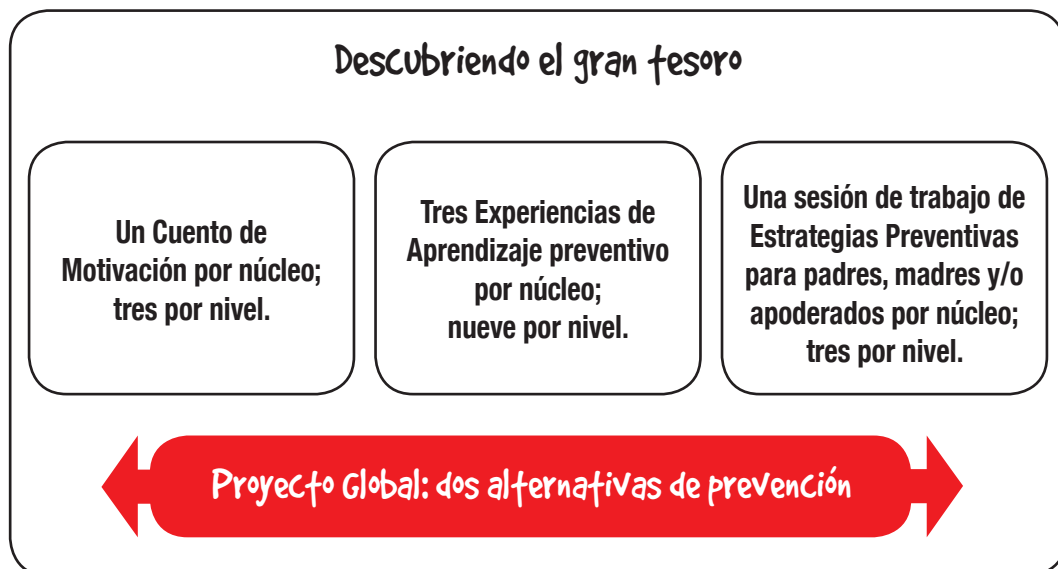 Descubriendo el gran tesoro
Un Cuento de
Motivación por núcleo;
tres por nivel.
Tres Experiencias de
Aprendizaje preventivo
por núcleo;
nueve por nivel.
Una sesión de trabajo de
Estrategias Preventivas
para padres, madres y/o
apoderados por núcleo;
tres por nivel.
Proyecto Global: dos alternativas de prevención